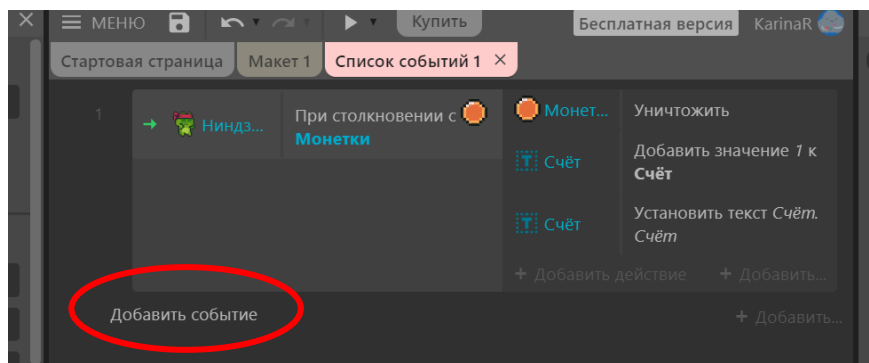 МЕНЮ
Купить
Бесплатная версия
KarinaR
Стартовая страница
Макет 1
Список событий 1
1
Ниндз...
При столкновении с
Монетки
Монет...
Уничтожить
Счёт
Добавить значение 1 к
Счёт
Счёт
Установить текст Счёт.
Счёт
+ Добавить действие
+ Добавить...
Добавить событие
+ Добавить...